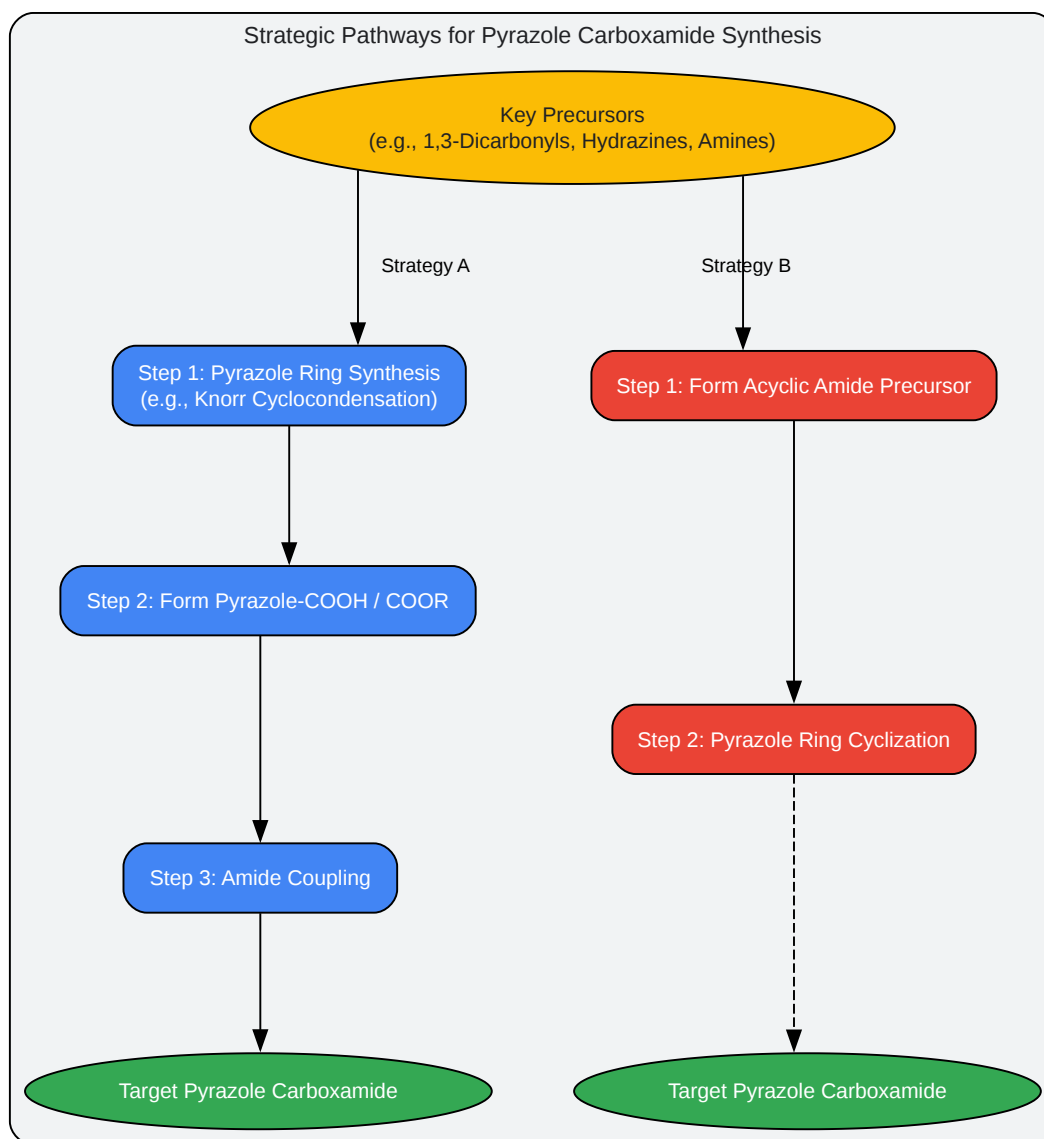 Strategic Pathways for Pyrazole Carboxamide Synthesis
Key Precursors
(e.g., 1,3-Dicarbonyls, Hydrazines, Amines)
Strategy A
Strategy B
Step 1: Pyrazole Ring Synthesis
(e.g., Knorr Cyclocondensation)
Step 1: Form Acyclic Amide Precursor
Step 2: Form Pyrazole-COOH / COOR
Step 2: Pyrazole Ring Cyclization
Step 3: Amide Coupling
Target Pyrazole Carboxamide
Target Pyrazole Carboxamide